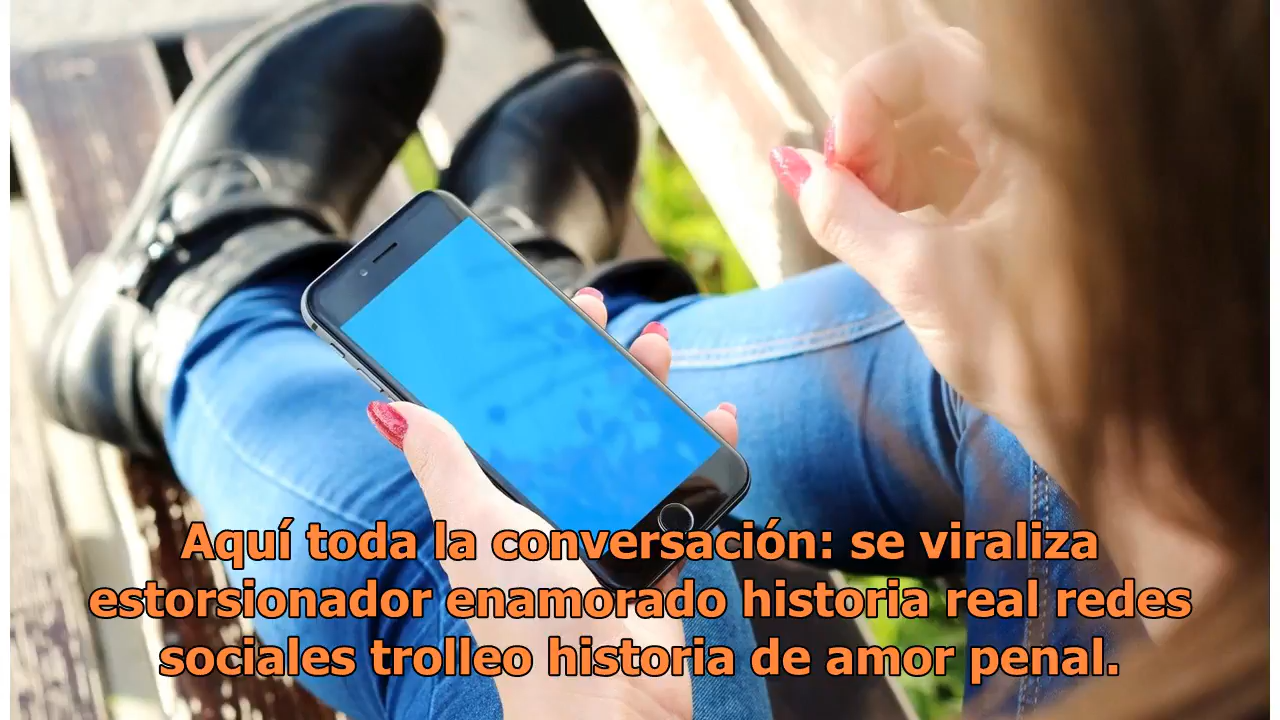 Aquí toda la conversación: se viraliza
estorsionador enamorado historia real redes
sociales trolleo historia de amor penal.